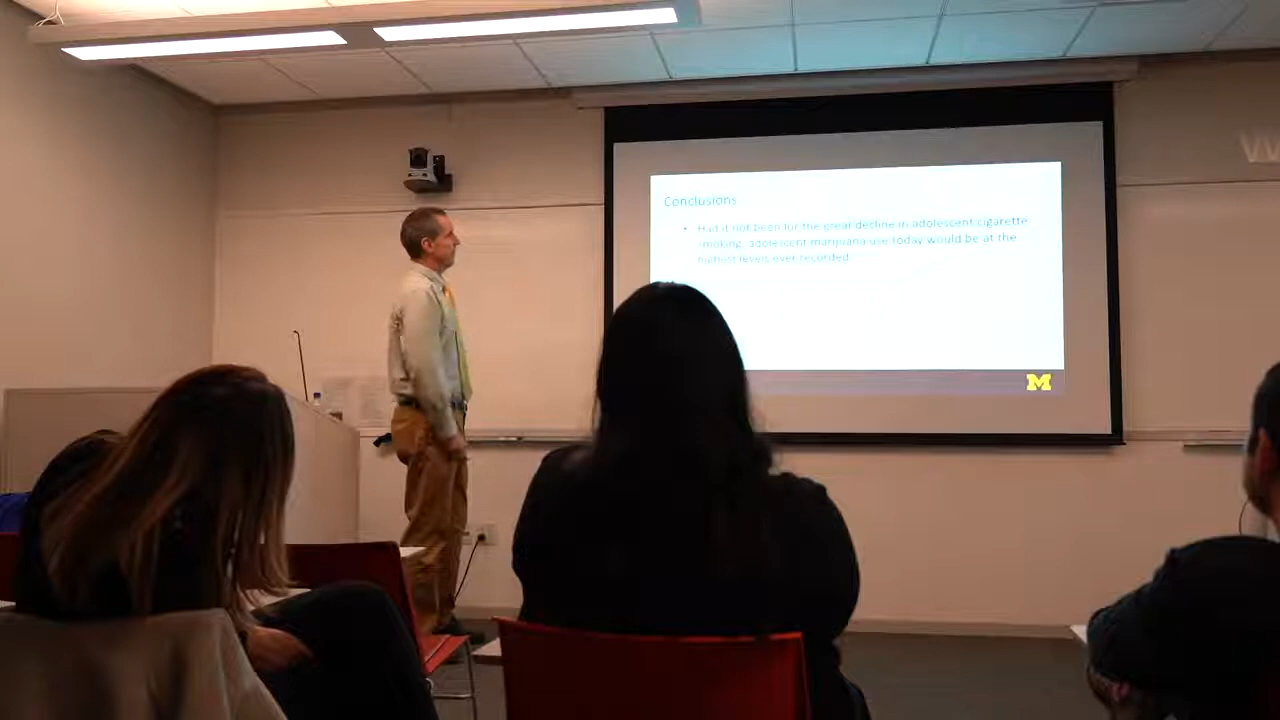 W
Conclusions
• Had it not been for the great decline in adolescent cigarette
smoking, adolescent marijuana use today would be at the
highest levels ever recorded.
M